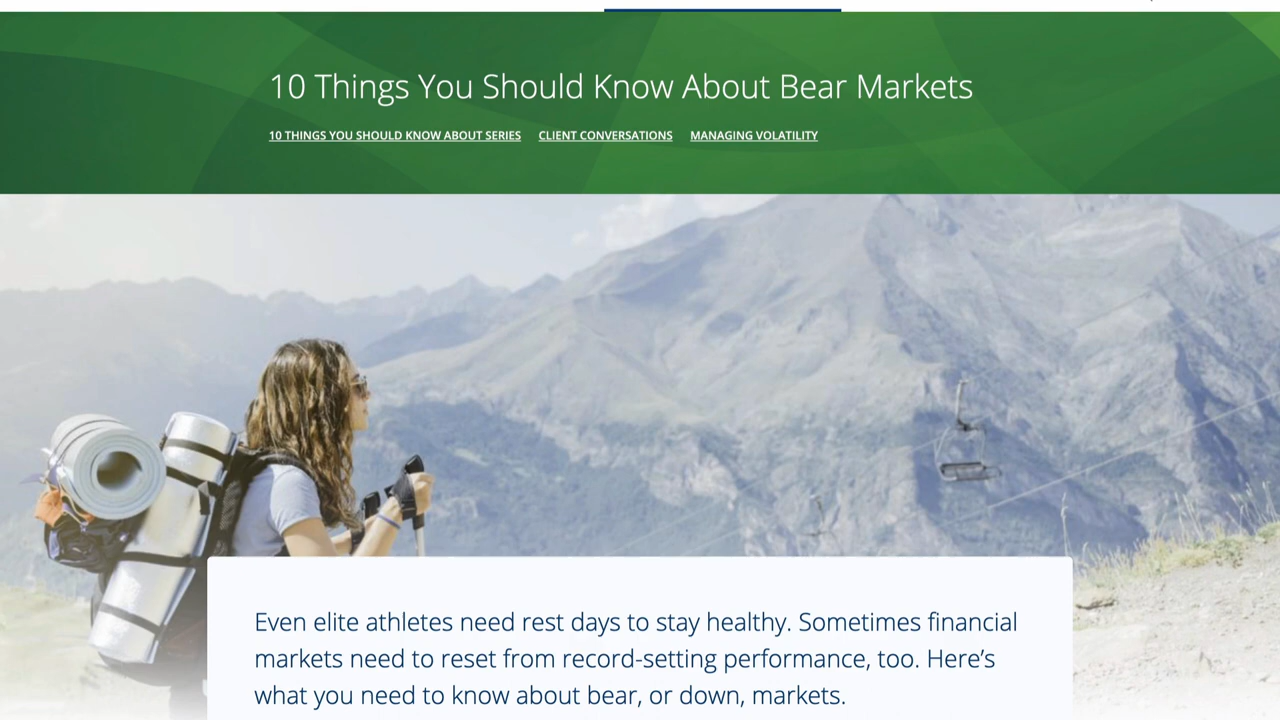 10 Things You Should Know About Bear Markets
10 THINGS YOU SHOULD KNOW ABOUT SERIES CLIENT CONVERSATIONS MANAGING VOLATILITY
Even elite athletes need rest days to stay healthy. Sometimes financial
markets need to reset from record-setting performance, too. Here’s
what you need to know about bear, or down, markets.